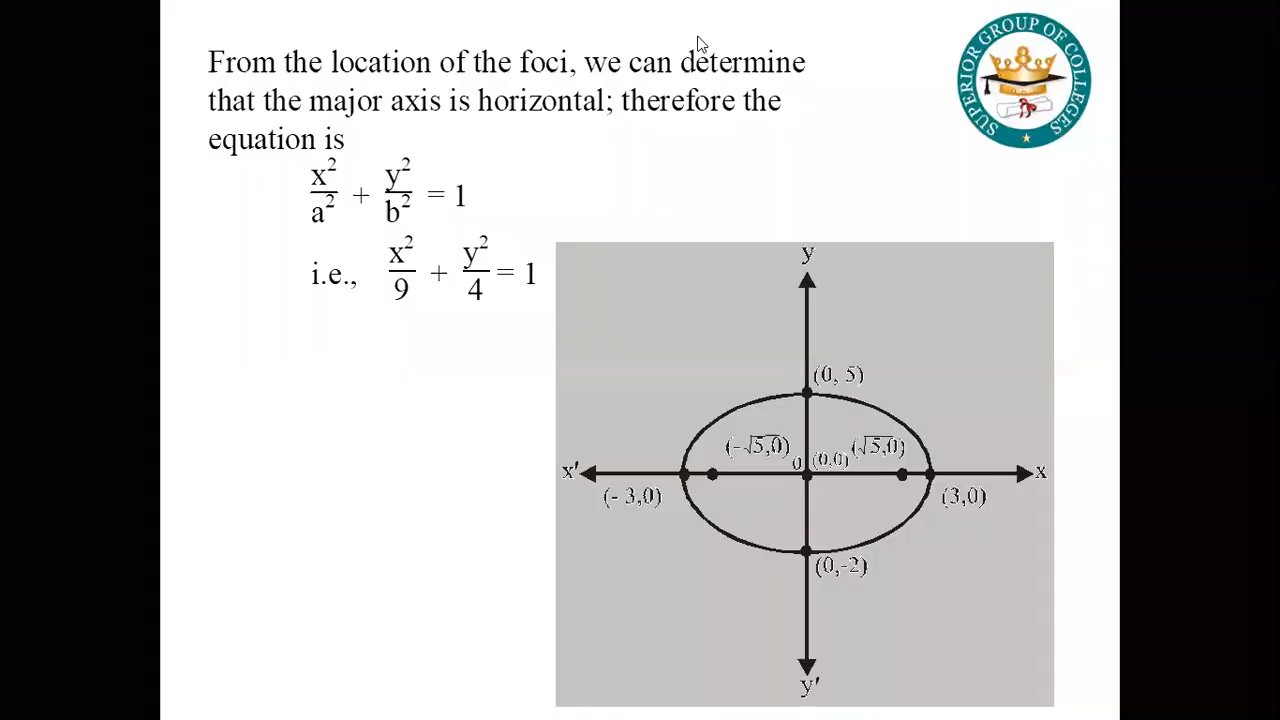 From the location of the foci, we can determine
that the major axis is horizontal; therefore the
equation is
x²/a² + y²/b² = 1
i.e., x²/9 + y²/4 = 1
SUPERIOR GROUP OF COLLEGES
y
(0, 5)
(-√5,0) 0 (0,0) (√5,0)
x' x
(- 3,0) (3,0)
(0,-2)
y'